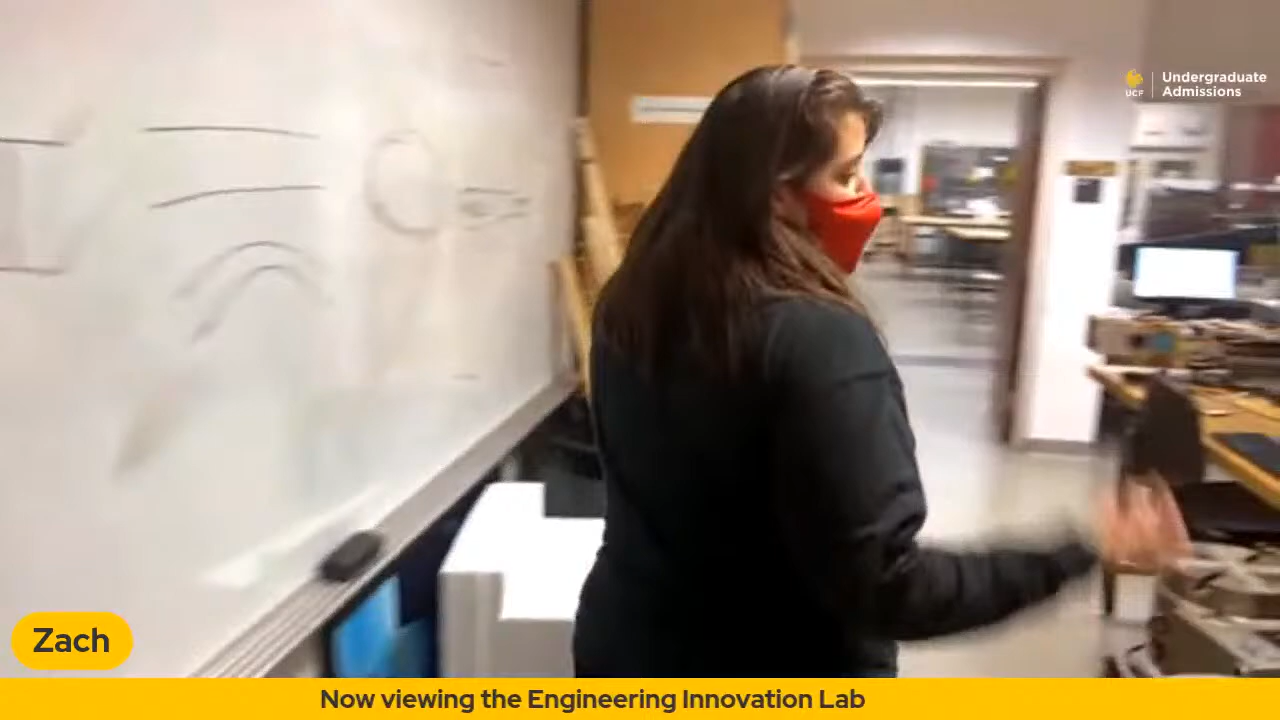 UCF
Undergraduate
Admissions
Zach
Now viewing the Engineering Innovation Lab